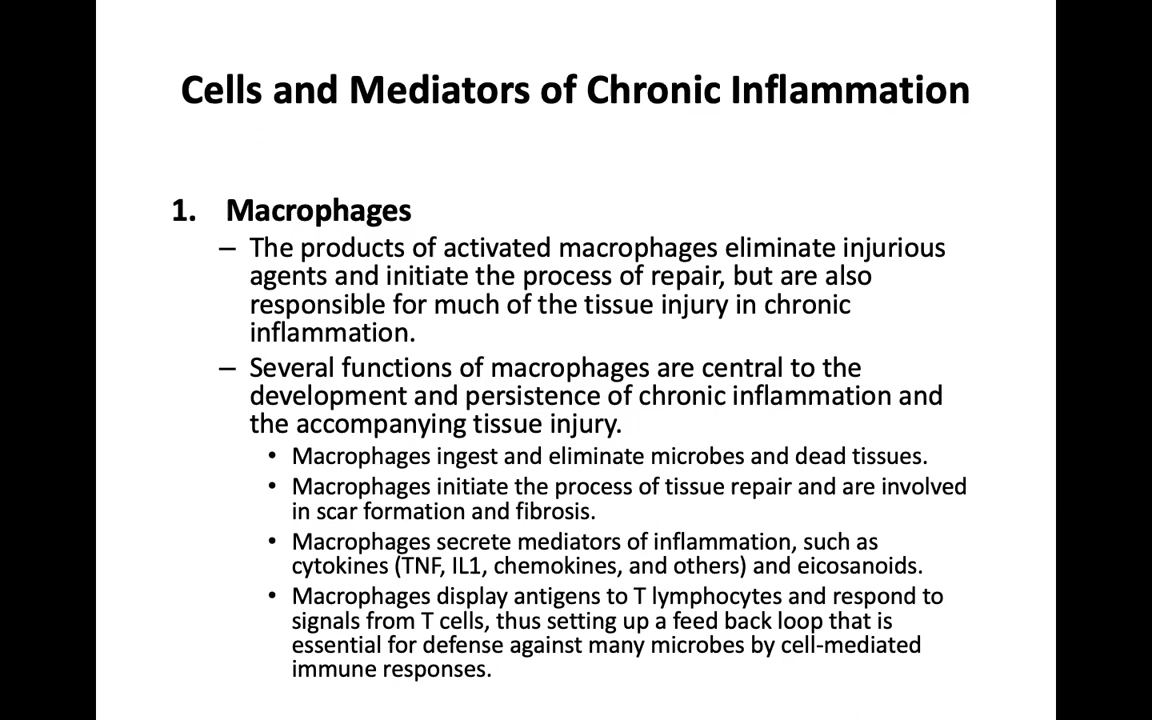 Cells and Mediators of Chronic Inflammation
1. Macrophages
– The products of activated macrophages eliminate injurious
agents and initiate the process of repair, but are also
responsible for much of the tissue injury in chronic
inflammation.
– Several functions of macrophages are central to the
development and persistence of chronic inflammation and
the accompanying tissue injury.
• Macrophages ingest and eliminate microbes and dead tissues.
• Macrophages initiate the process of tissue repair and are involved
in scar formation and fibrosis.
• Macrophages secrete mediators of inflammation, such as
cytokines (TNF, IL1, chemokines, and others) and eicosanoids.
• Macrophages display antigens to T lymphocytes and respond to
signals from T cells, thus setting up a feed back loop that is
essential for defense against many microbes by cell-mediated
immune responses.